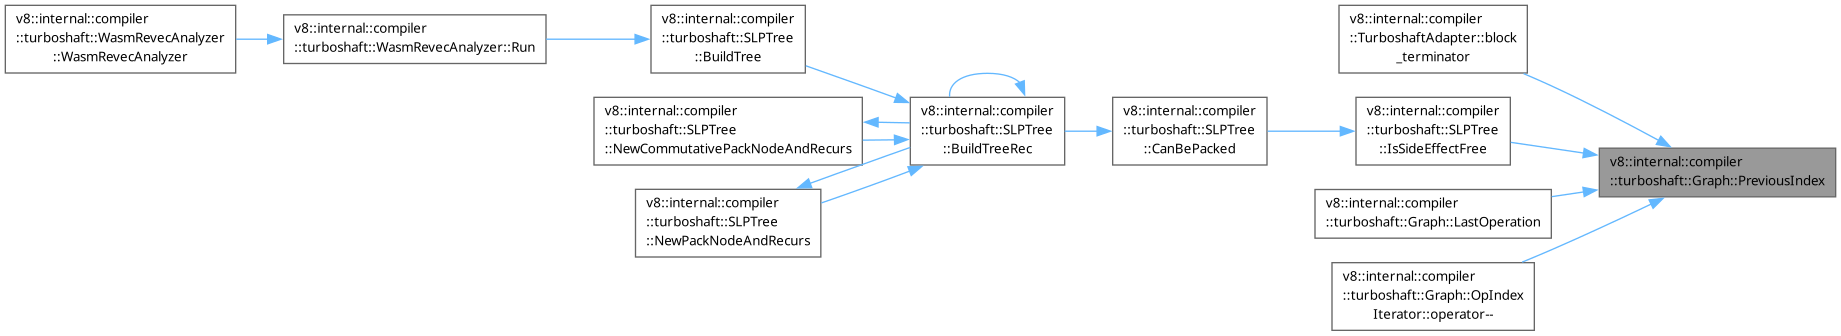 v8::internal::compiler
::turboshaft::WasmRevecAnalyzer
::WasmRevecAnalyzer
v8::internal::compiler
::turboshaft::WasmRevecAnalyzer::Run
v8::internal::compiler
::turboshaft::SLPTree
::BuildTree
v8::internal::compiler
::turboshaft::SLPTree
::NewCommutativePackNodeAndRecurs
v8::internal::compiler
::turboshaft::SLPTree
::NewPackNodeAndRecurs
v8::internal::compiler
::turboshaft::SLPTree
::BuildTreeRec
v8::internal::compiler
::turboshaft::SLPTree
::CanBePacked
v8::internal::compiler
::TurboshaftAdapter::block
_terminator
v8::internal::compiler
::turboshaft::SLPTree
::IsSideEffectFree
v8::internal::compiler
::turboshaft::Graph::LastOperation
v8::internal::compiler
::turboshaft::Graph::OpIndex
Iterator::operator--
v8::internal::compiler
::turboshaft::Graph::PreviousIndex